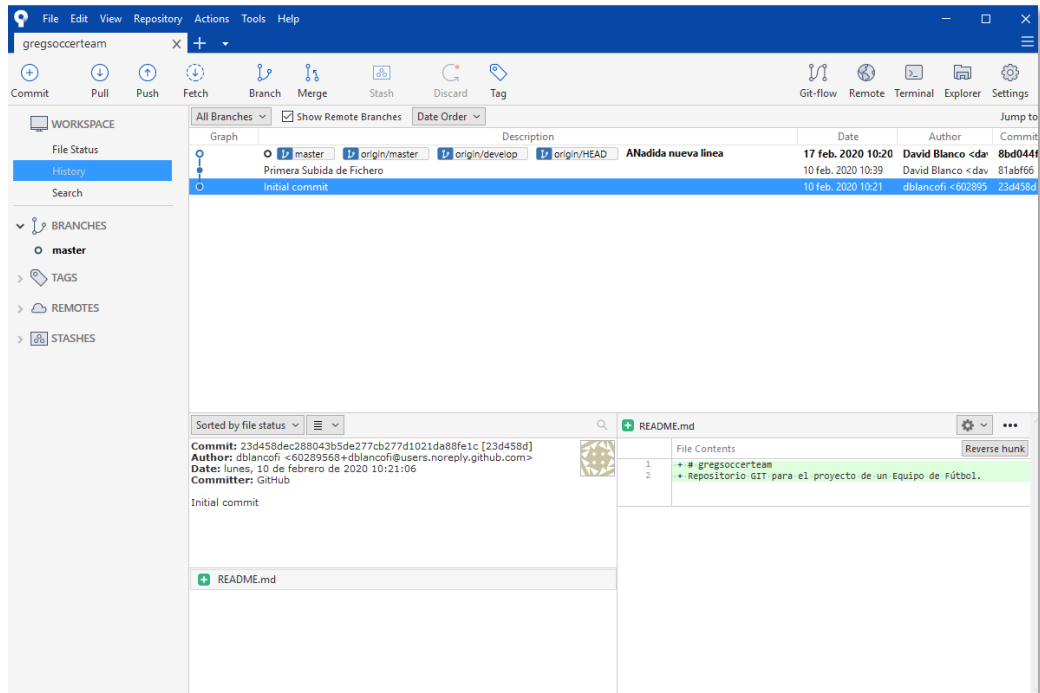 File Edit View Repository Actions Tools Help
gregsoccerteam
Commit Pull Push Fetch Branch Merge Stash Discard Tag Git-flow Remote Terminal Explorer Settings
WORKSPACE
File Status
History
Search
BRANCHES
master
TAGS
REMOTES
STASHES
All Branches Show Remote Branches Date Order Jump to
Graph Description Date Author Commit
master origin/master origin/develop origin/HEAD ANadida nueva linea 17 feb. 2020 10:20 David Blanco <da 8bd044f
Primera Subida de Fichero 10 feb. 2020 10:39 David Blanco <dav 81abf66
Initial commit 10 feb. 2020 10:21 dblancofi <602895 23d458d
Sorted by file status
Commit: 23d458dec288043b5de277cb277d1021da88fe1c [23d458d]
Author: dblancofi <60289568+dblancofi@users.noreply.github.com>
Date: lunes, 10 de febrero de 2020 10:21:06
Committer: GitHub
Initial commit
README.md
README.md
File Contents Reverse hunk
1 + # gregsoccerteam
2 + Repositorio GIT para el proyecto de un Equipo de Fútbol.